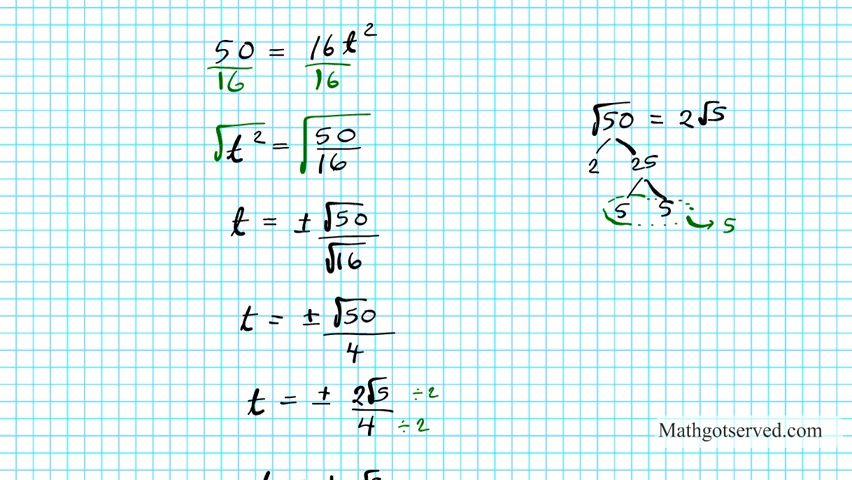 50/16 = 16t²/16
√t² = √50/16
t = ± √50/√16
t = ± √50/4
t = ± 2√5/4 ÷2 ÷2
√50 = 2√5
2 25
5 5 → 5
Mathgotserved.com